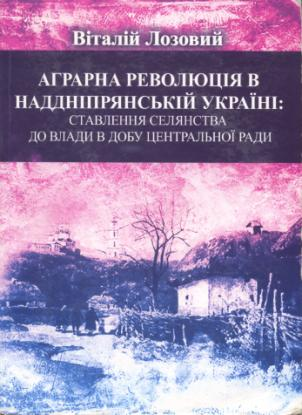 Віталій Лозовий
АГРАРНА РЕВОЛЮЦІЯ В
НАДДНІПРЯНСЬКІЙ УКРАЇНІ:
СТАВЛЕННЯ СЕЛЯНСТВА
ДО ВЛАДИ В ДОБУ ЦЕНТРАЛЬНОЇ РАДИ